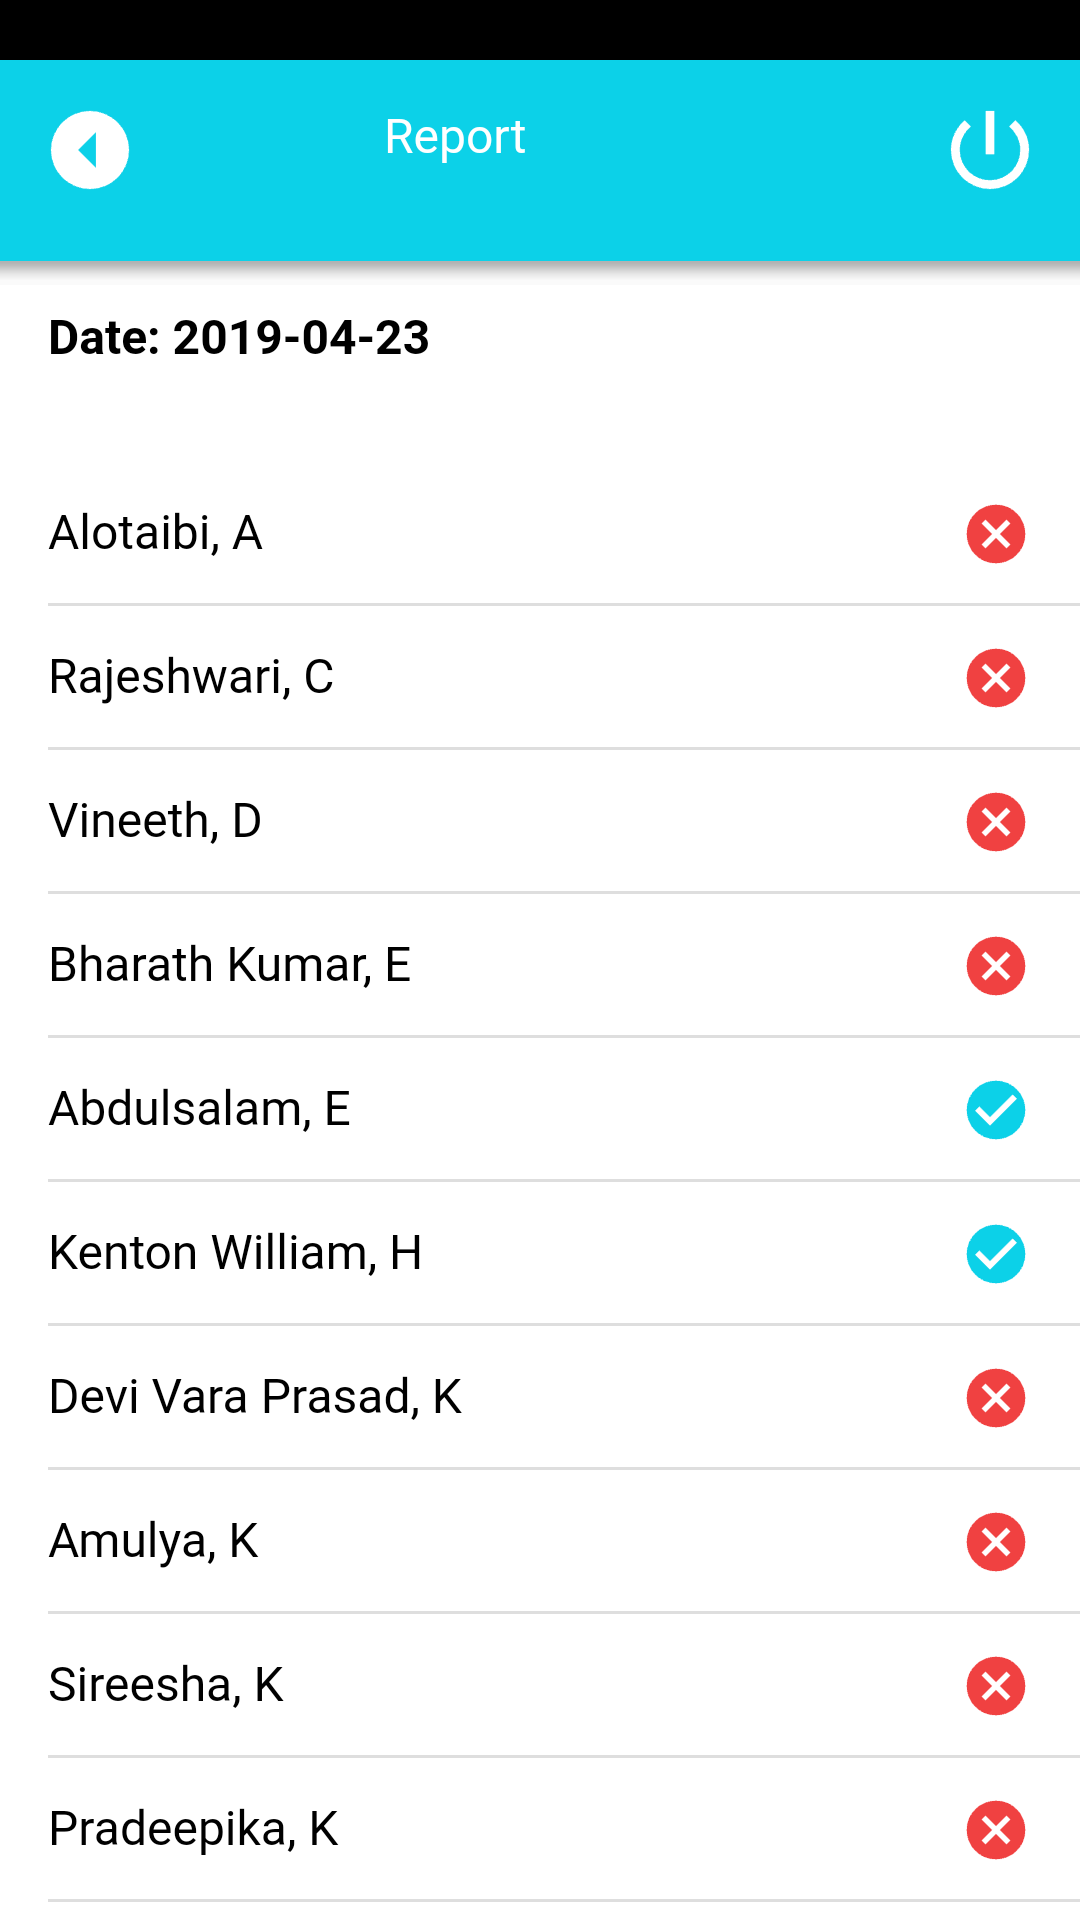 Report
Date: 2019-04-23
Alotaibi, A
Rajeshwari, C
Vineeth, D
Bharath Kumar, E
Abdulsalam, E
Kenton William, H
Devi Vara Prasad, K
Amulya, K
Sireesha, K
Pradeepika, K